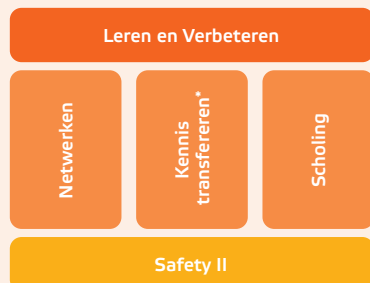 Leren en Verbeteren
Netwerken
Kennis
transfereren*
Scholing
Safety II